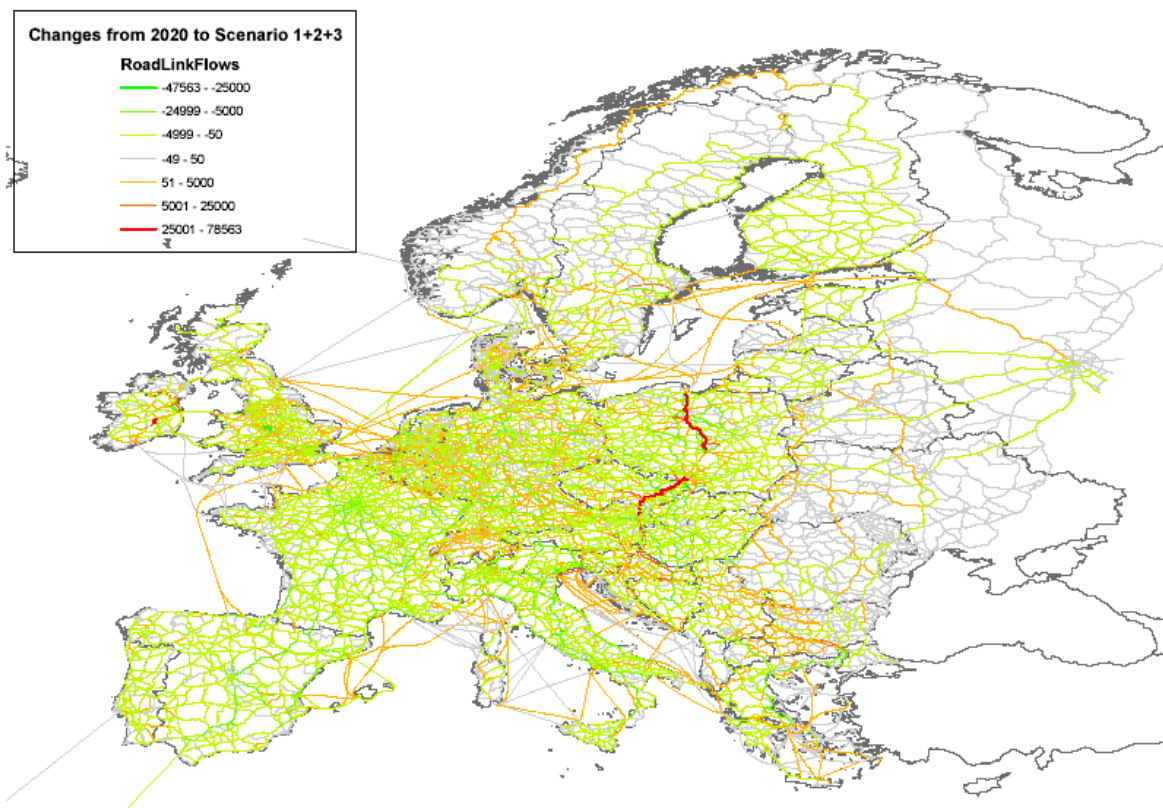 Changes from 2020 to Scenario 1+2+3
RoadLinkFlows
-47563 - -25000
-24999 - -5000
-4999 - -50
-49 - 50
51 - 5000
5001 - 25000
25001 - 78563